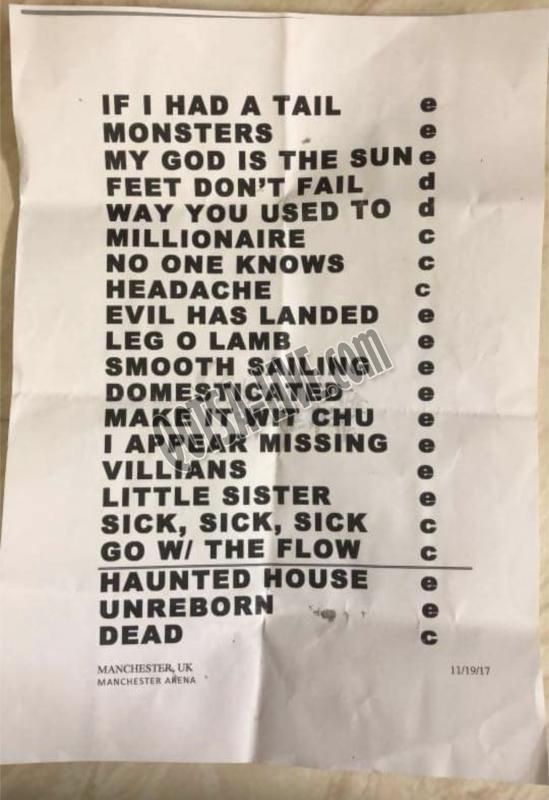 IF I HAD A TAIL e
MONSTERS e
MY GOD IS THE SUN e
FEET DON'T FAIL d
WAY YOU USED TO d
MILLIONAIRE c
NO ONE KNOWS c
HEADACHE c
EVIL HAS LANDED e
LEG O LAMB e
SMOOTH SAILING e
DOMESTICATED e
MAKE IT WIT CHU e
I APPEAR MISSING e
VILLIANS e
LITTLE SISTER e
SICK, SICK, SICK c
GO W/ THE FLOW c
HAUNTED HOUSE e
UNREBORN e
DEAD c
MANCHESTER, UK 11/19/17
MANCHESTER ARENA
QOTSALIVE.com